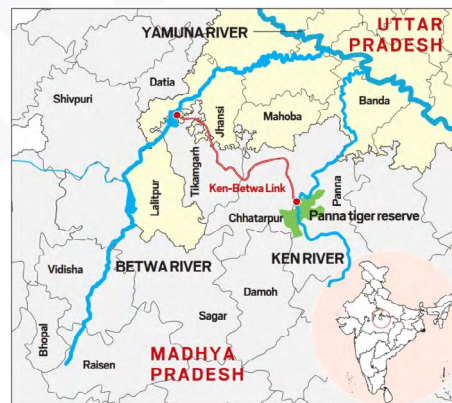 UTTAR
PRADESH
YAMUNA RIVER
Datia
Shivpuri
Banda
Jhansi
Mahoba
Tikamgarh
Ken-Betwa Link
Lalitpur
Panna
Chhatarpur
Panna tiger reserve
BETWA RIVER
KEN RIVER
Vidisha
Damoh
Sagar
Bhopal
MADHYA
PRADESH
Raisen